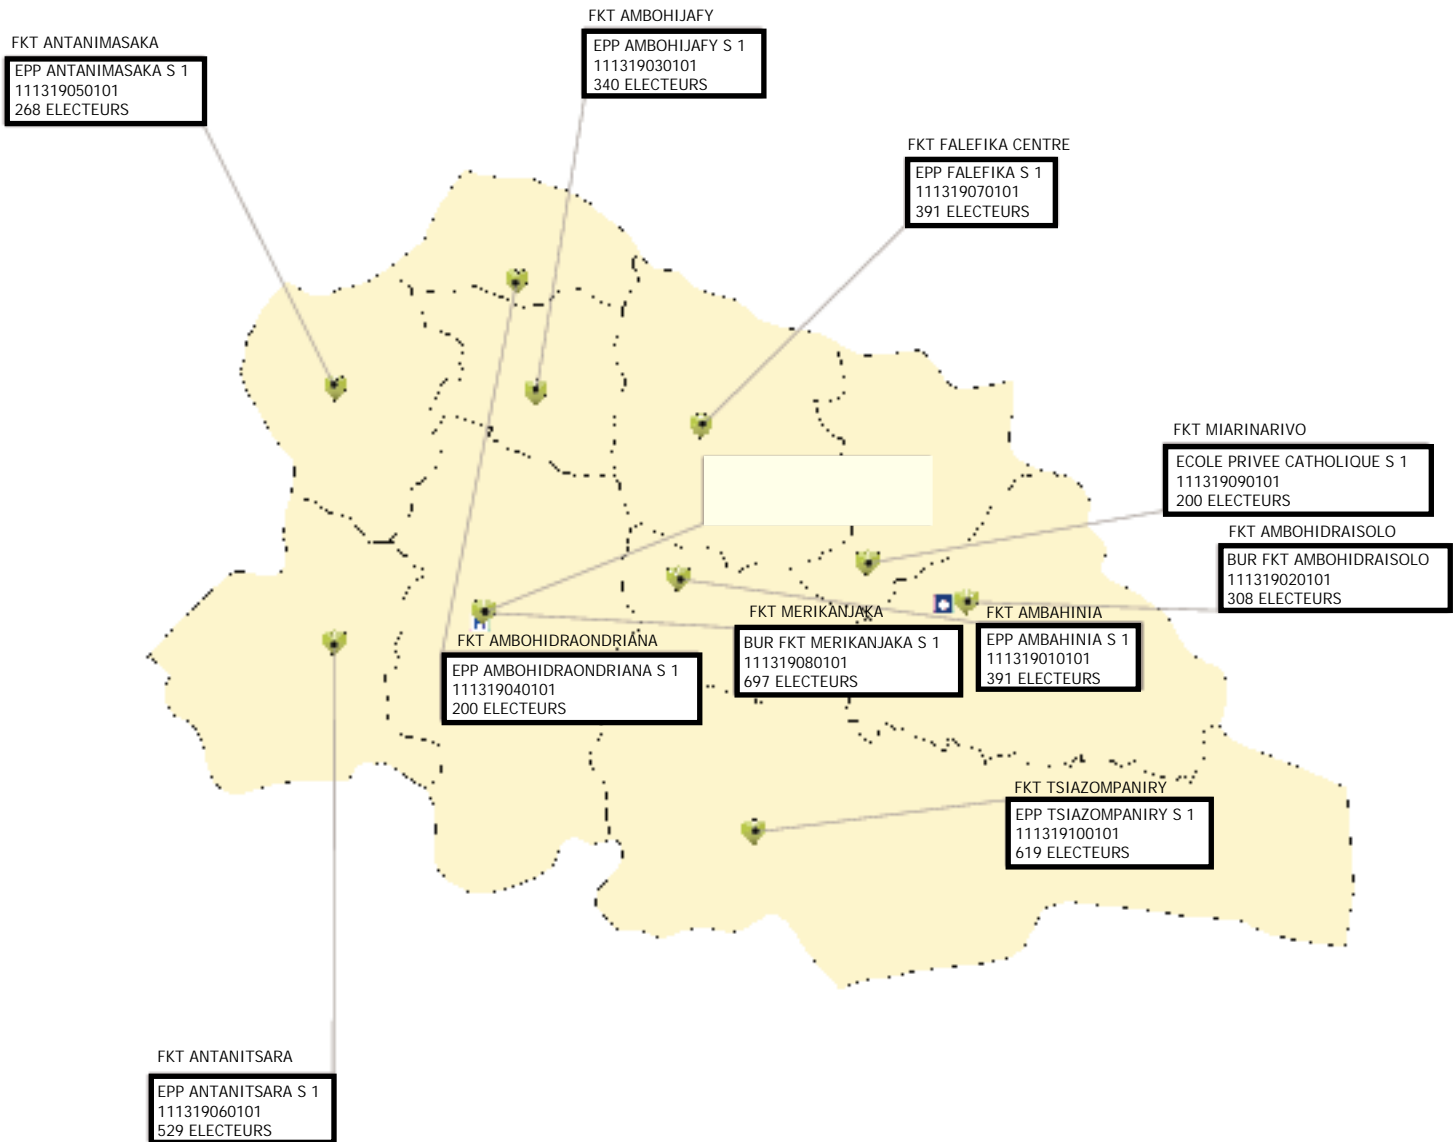 FKT AMBOHIJAFY
EPP AMBOHIJAFY S 1
111319030101
340 ELECTEURS
FKT ANTANIMASAKA
EPP ANTANIMASAKA S 1
111319050101
268 ELECTEURS
FKT FALEFIKA CENTRE
EPP FALEFIKA S 1
111319070101
391 ELECTEURS
FKT MIARINARIVO
ECOLE PRIVEE CATHOLIQUE S 1
111319090101
200 ELECTEURS
FKT AMBOHIDRAISOLO
BUR FKT AMBOHIDRAISOLO
111319020101
308 ELECTEURS
FKT AMBAHINIA
EPP AMBAHINIA S 1
111319010101
391 ELECTEURS
FKT MERIKANJAKA
BUR FKT MERIKANJAKA S 1
111319080101
697 ELECTEURS
H
FKT AMBOHIDRAONDRIANA
EPP AMBOHIDRAONDRIANA S 1
111319040101
200 ELECTEURS
FKT TSIAZOMPANIRY
EPP TSIAZOMPANIRY S 1
111319100101
619 ELECTEURS
FKT ANTANITSARA
EPP ANTANITSARA S 1
111319060101
529 ELECTEURS